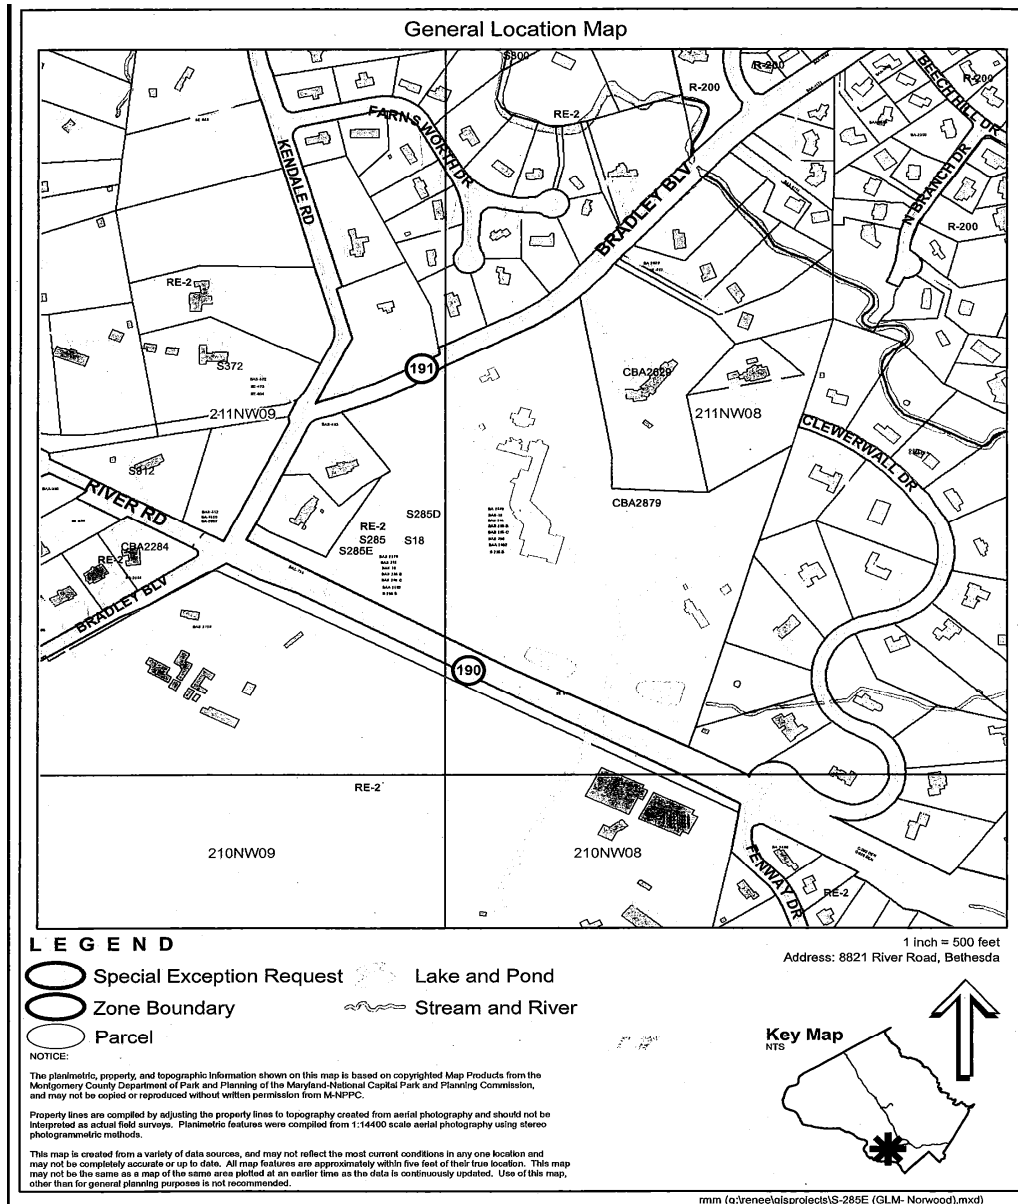 General Location Map
S800
R-200
R-200
BEECH HILL DR
R-200
RE-2
FARNSWORTH DR
KENDALE RD
BRADLEY BLV
N BRANCH DR
R-200
RE-2
S372
191
CBA2629
211NW09
211NW08
CLEWERWALL DR
S912
RIVER RD
CBA2879
S285D
RE-2
S285
S18
S285E
CBA2284
RE-2
BRADLEY BLV
190
RE-2
210NW09
210NW08
FENWAY DR
RE-2
LEGEND
Special Exception Request
Lake and Pond
Zone Boundary
Stream and River
Parcel
1 inch = 500 feet
Address: 8821 River Road, Bethesda
Key Map
NTS
NOTICE:
The planimetric, property, and topographic information shown on this map is based on copyrighted Map Products from the
Montgomery County Department of Park and Planning of the Maryland-National Capital Park and Planning Commission,
and may not be copied or reproduced without written permission from M-NPPC.
Property lines are compiled by adjusting the property lines to topography created from aerial photography and should not be
interpreted as actual field surveys. Planimetric features were compiled from 1:14400 scale aerial photography using stereo
photogrammetric methods.
This map is created from a variety of data sources, and may not reflect the most current conditions in any one location and
may not be completely accurate or up to date. All map features are approximately within five feet of their true location. This map
may not be the same as a map of the same area plotted at an earlier time as the data is continuously updated. Use of this map,
other than for general planning purposes is not recommended.
rmm (g:\renee\gisprojects\S-285E (GLM- Norwood).mxd)